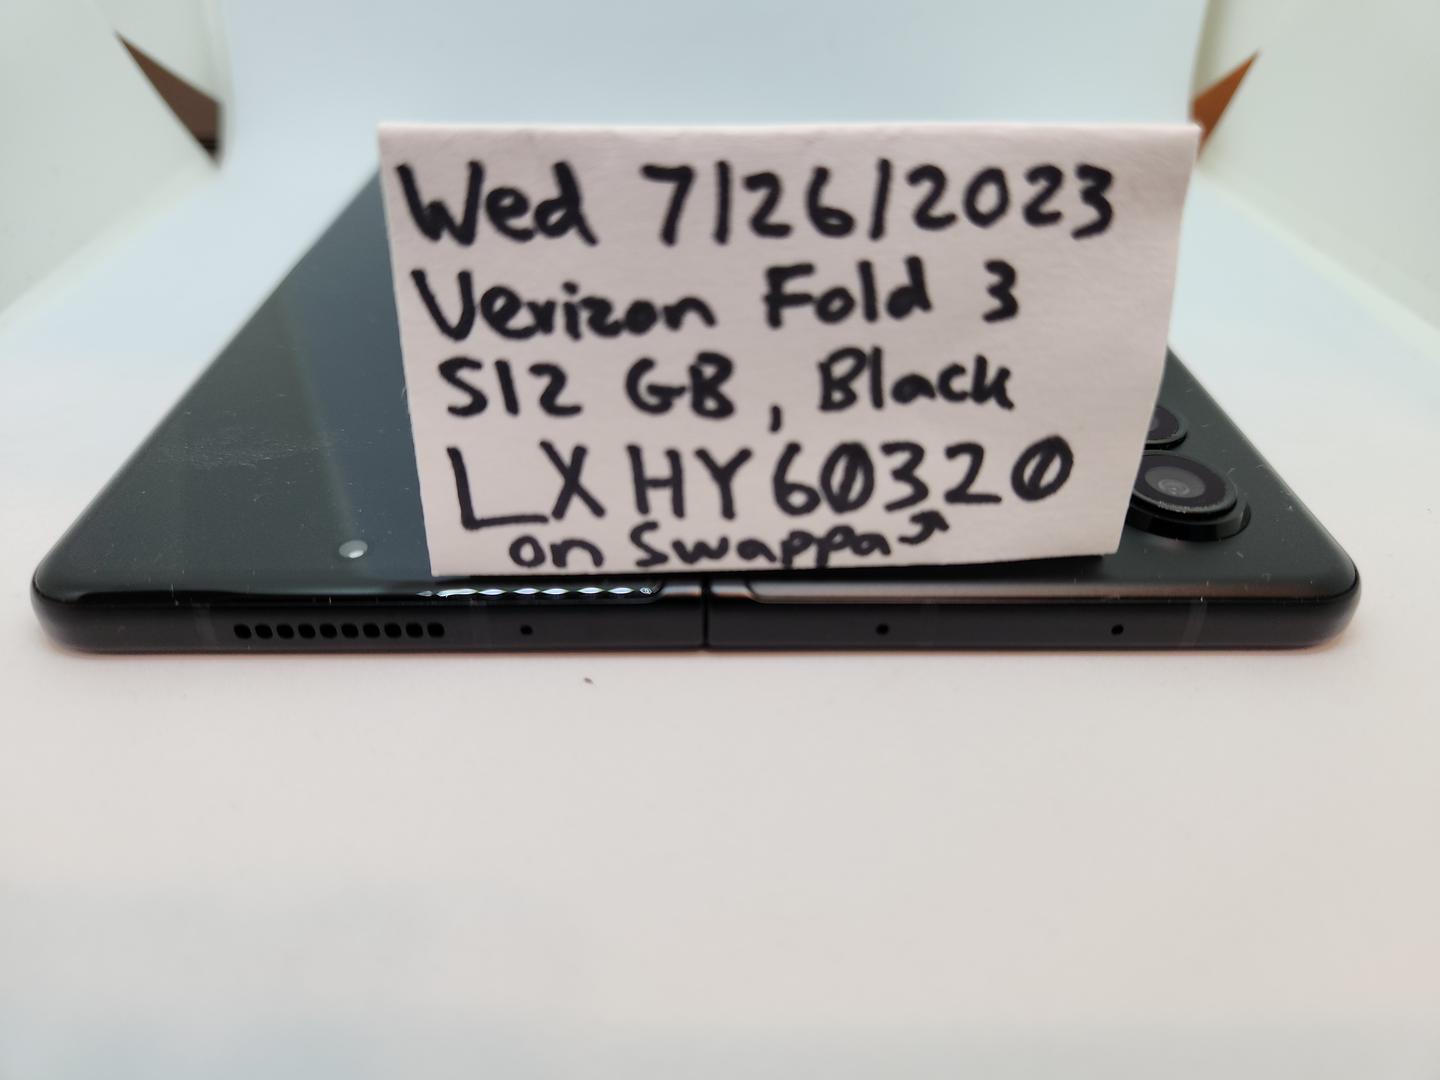 Wed 7/26/2023
Verizon Fold 3
512 GB, Black
LXHY60320
on Swappa↗